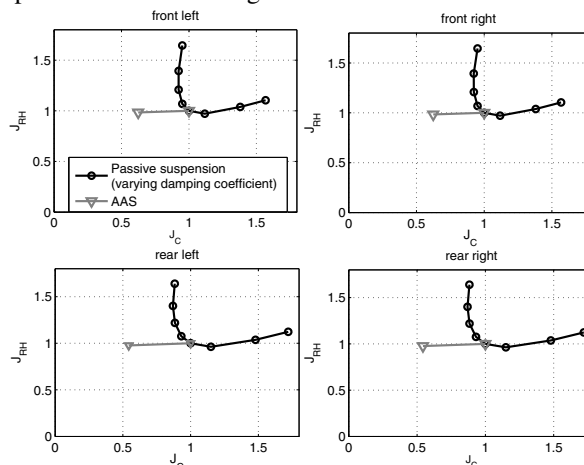 front left
1.5
1
0.5
0
J_RH
Passive suspension
(varying damping coefficient)
AAS
0 0.5 1 1.5
J_C
front right
1.5
1
0.5
0
J_RH
0 0.5 1 1.5
J_C
rear left
1.5
1
0.5
0
J_RH
0 0.5 1 1.5
J_C
rear right
1.5
1
0.5
0
J_RH
0 0.5 1 1.5
J_C